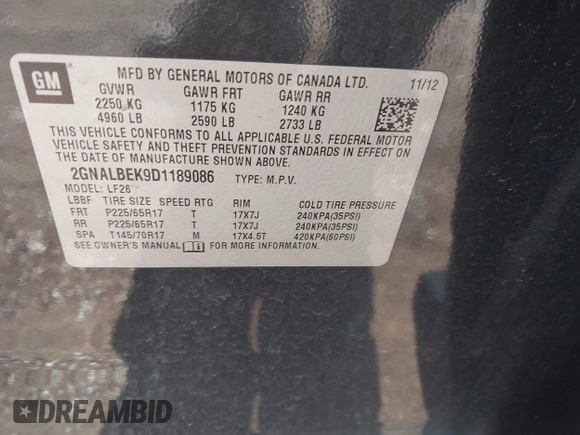 GM
MFD BY GENERAL MOTORS OF CANADA LTD. 11/12
GVWR GAWR FRT GAWR RR
2250 KG 1175 KG 1240 KG
4960 LB 2590 LB 2733 LB
THIS VEHICLE CONFORMS TO ALL APPLICABLE U.S. FEDERAL MOTOR
VEHICLE SAFETY AND THEFT PREVENTION STANDARDS IN EFFECT ON
THE DATE OF MANUFACTURE SHOWN ABOVE.
2GNALBEK9D1189086 TYPE: M.P.V.
MODEL: LF26
LBBF TIRE SIZE SPEED RTG RIM COLD TIRE PRESSURE
FRT P225/65R17 T 17X7J 240KPA(35PSI)
RR P225/65R17 T 17X7J 240KPA(35PSI)
SPA T145/70R17 M 17X4.5T 420KPA(60PSI)
SEE OWNER'S MANUAL FOR MORE INFORMATION.
DREAMBID